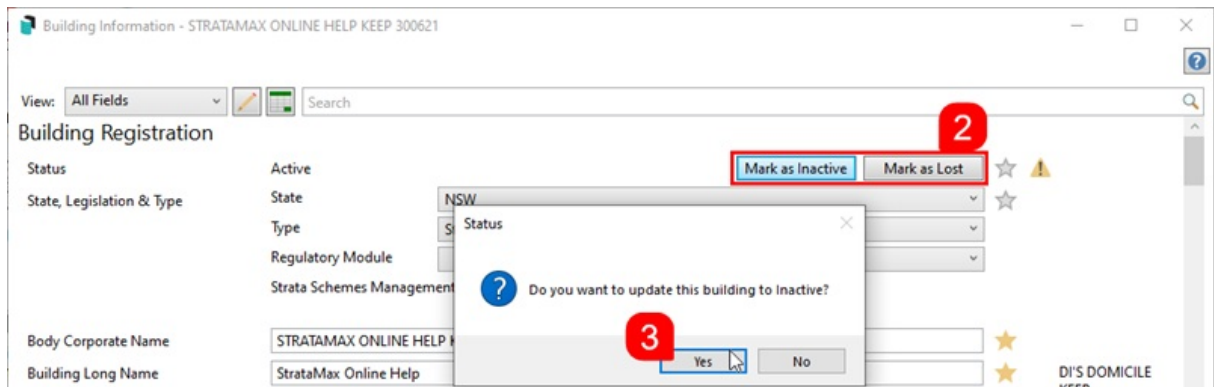 Building Information - STRATAMAX ONLINE HELP KEEP 300621
View: All Fields Search
Building Registration
2
Status Active Mark as Inactive Mark as Lost
State, Legislation & Type State NSW
Status
Type
Regulatory Module
Do you want to update this building to Inactive?
Strata Schemes Management
3
Yes No
Body Corporate Name STRATAMAX ONLINE HELP
Building Long Name StrataMax Online Help DI'S DOMICILE
KEEP